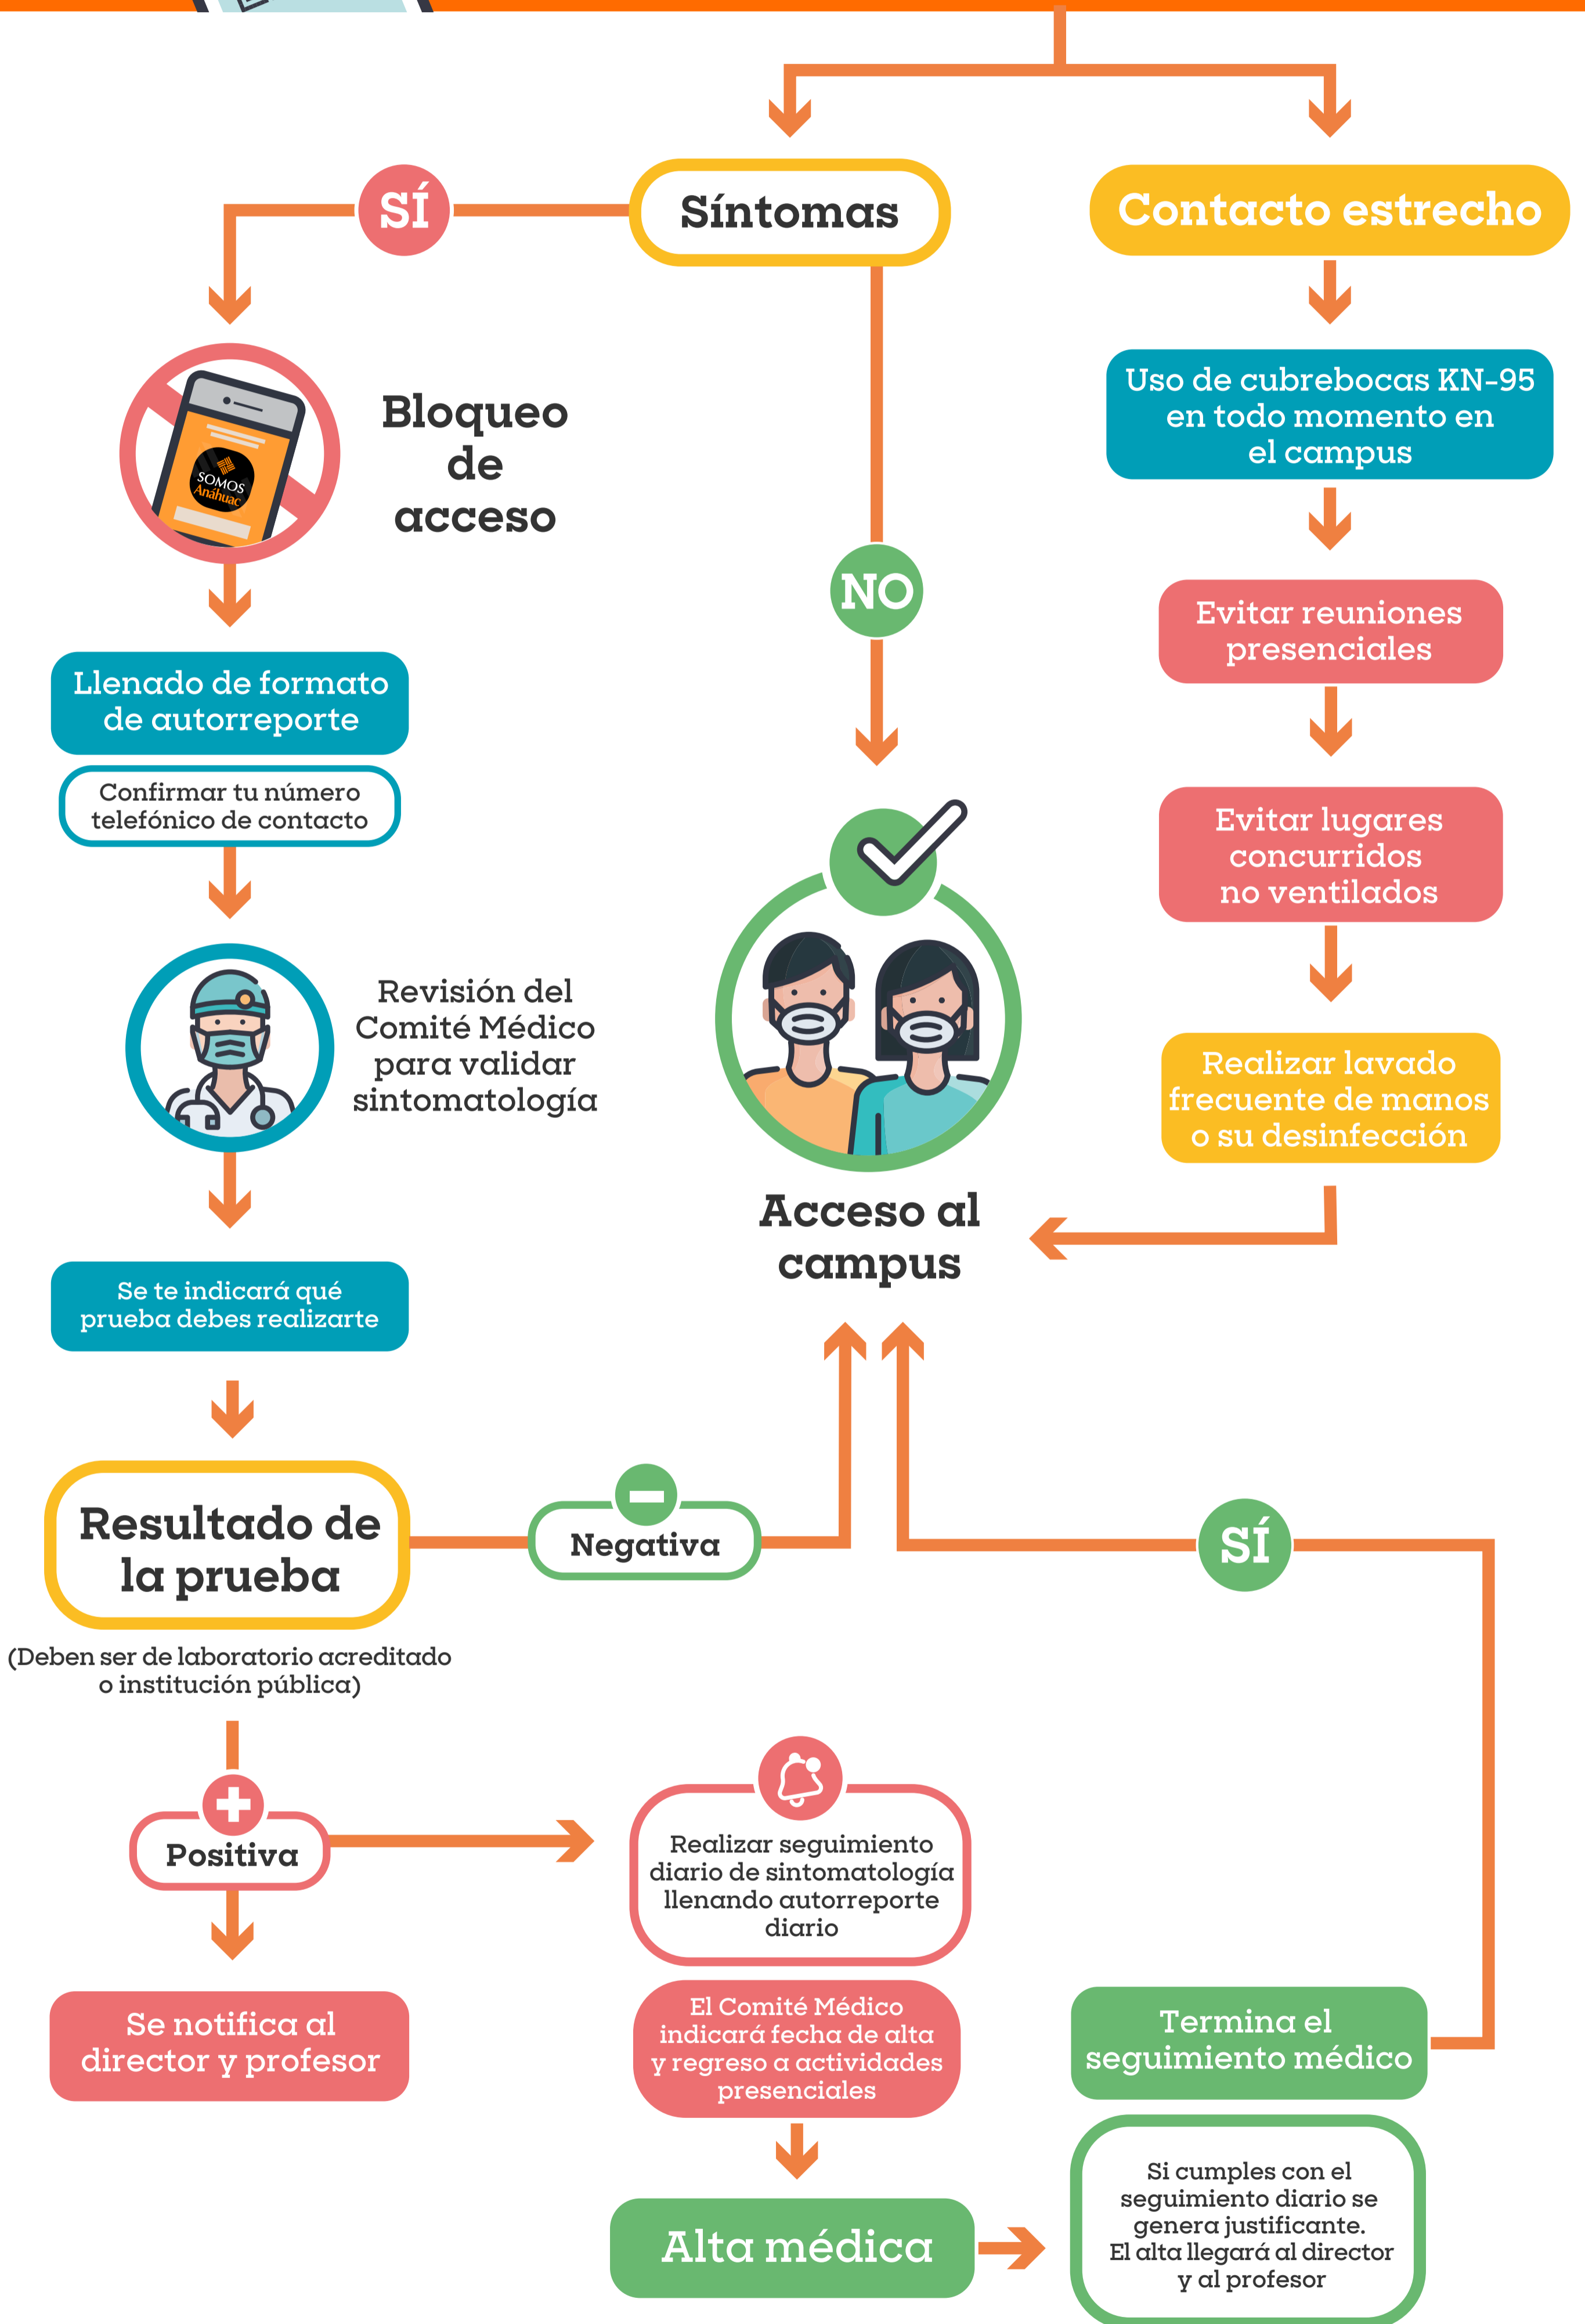 SÍ
Síntomas
Contacto estrecho
SOMOS
Anáhuac
Bloqueo
de
acceso
Uso de cubrebocas KN-95
en todo momento en
el campus
NO
Evitar reuniones
presenciales
Llenado de formato
de autorreporte
Confirmar tu número
telefónico de contacto
Evitar lugares
concurridos
no ventilados
Revisión del
Comité Médico
para validar
sintomatología
Realizar lavado
frecuente de manos
o su desinfección
Acceso al
campus
Se te indicará qué
prueba debes realizarte
Resultado de
la prueba
Negativa
SÍ
(Deben ser de laboratorio acreditado
o institución pública)
Positiva
Realizar seguimiento
diario de sintomatología
llenando autorreporte
diario
Se notifica al
director y profesor
El Comité Médico
indicará fecha de alta
y regreso a actividades
presenciales
Termina el
seguimiento médico
Alta médica
Si cumples con el
seguimiento diario se
genera justificante.
El alta llegará al director
y al profesor